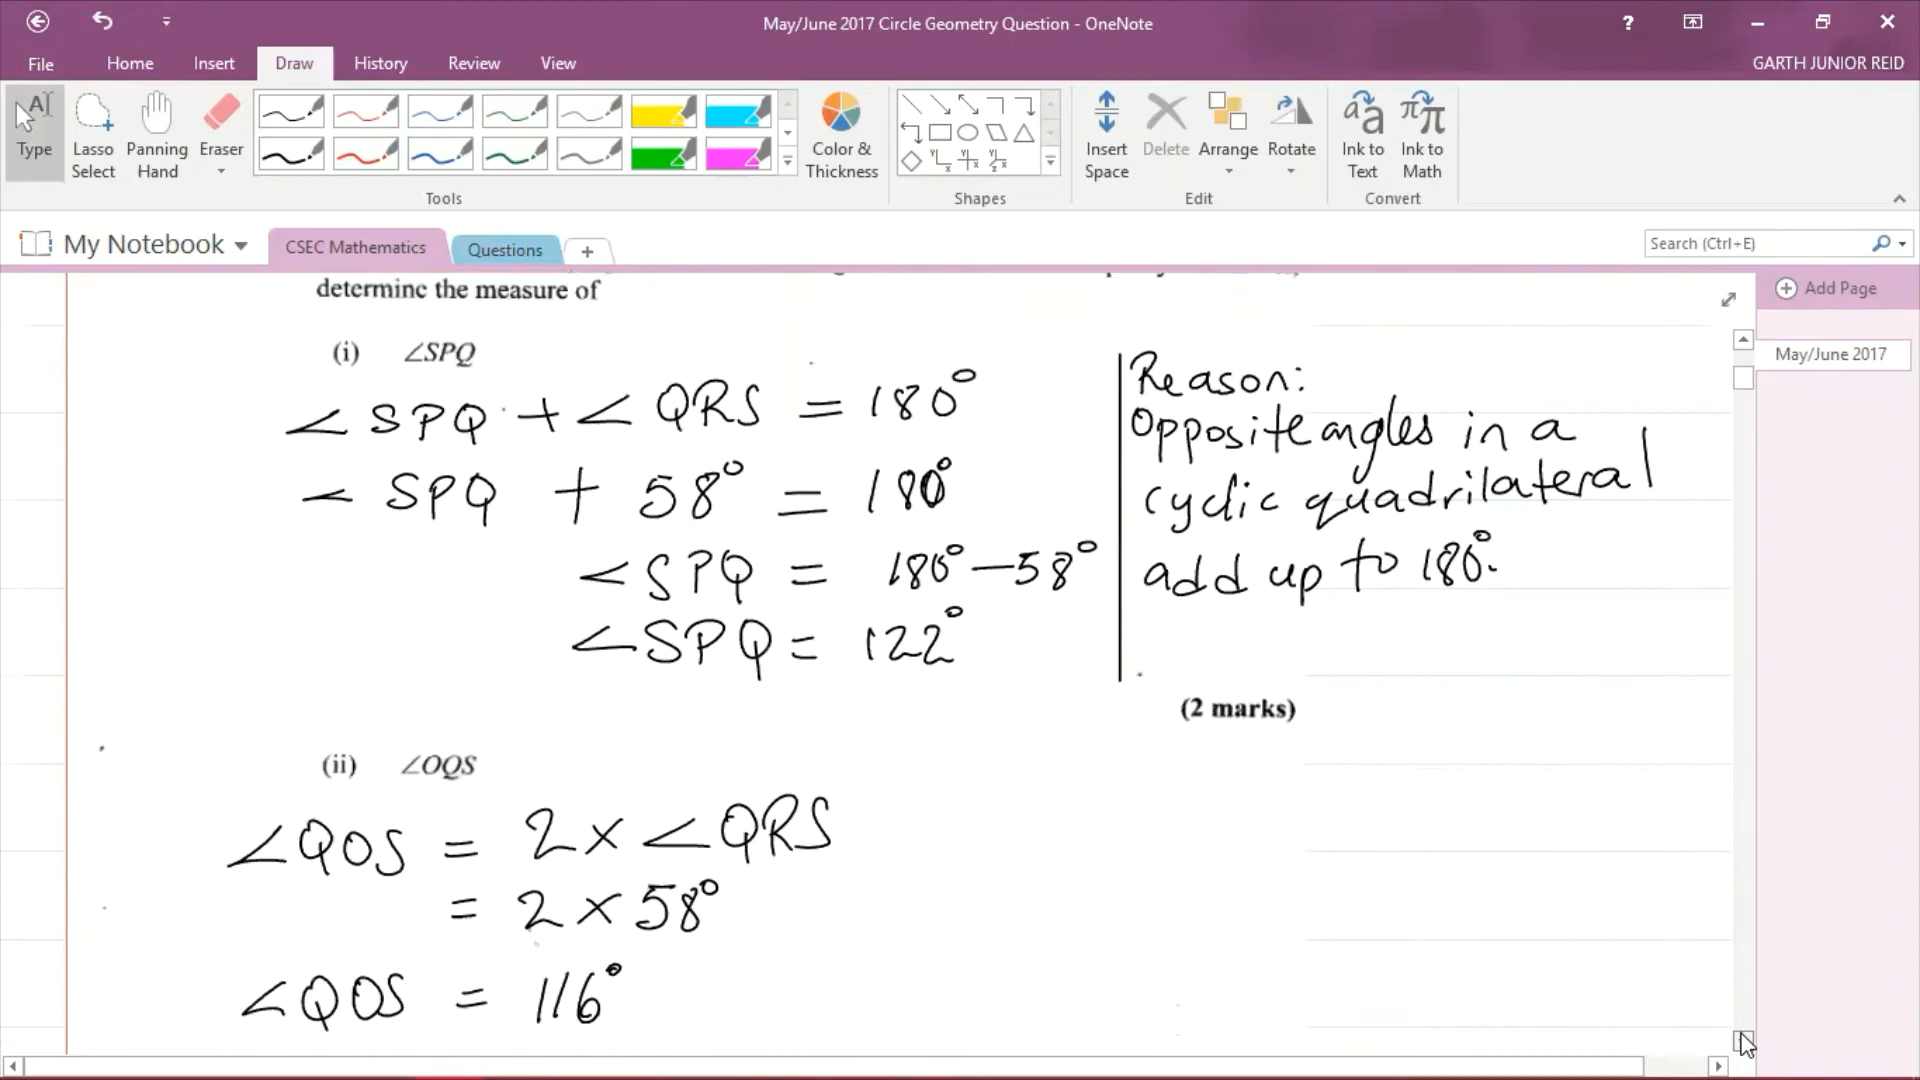 May/June 2017 Circle Geometry Question - OneNote
?
File Home Insert Draw History Review View
GARTH JUNIOR REID
Type
Lasso Select
Panning Hand
Eraser
Color & Thickness
Insert Space
Delete
Arrange
Rotate
Ink to Text
Ink to Math
Tools
Shapes
Edit
Convert
My Notebook
CSEC Mathematics
Questions
Search (Ctrl+E)
Add Page
May/June 2017
determine the measure of
(i) ∠SPQ
∠SPQ + ∠QRS = 180°
∠SPQ + 58° = 180°
∠SPQ = 180° – 58°
∠SPQ = 122°
Reason:
Opposite angles in a
cyclic quadrilateral
add up to 180°.
(2 marks)
(ii) ∠OQS
∠QOS = 2 × ∠QRS
= 2 × 58°
∠QOS = 116°